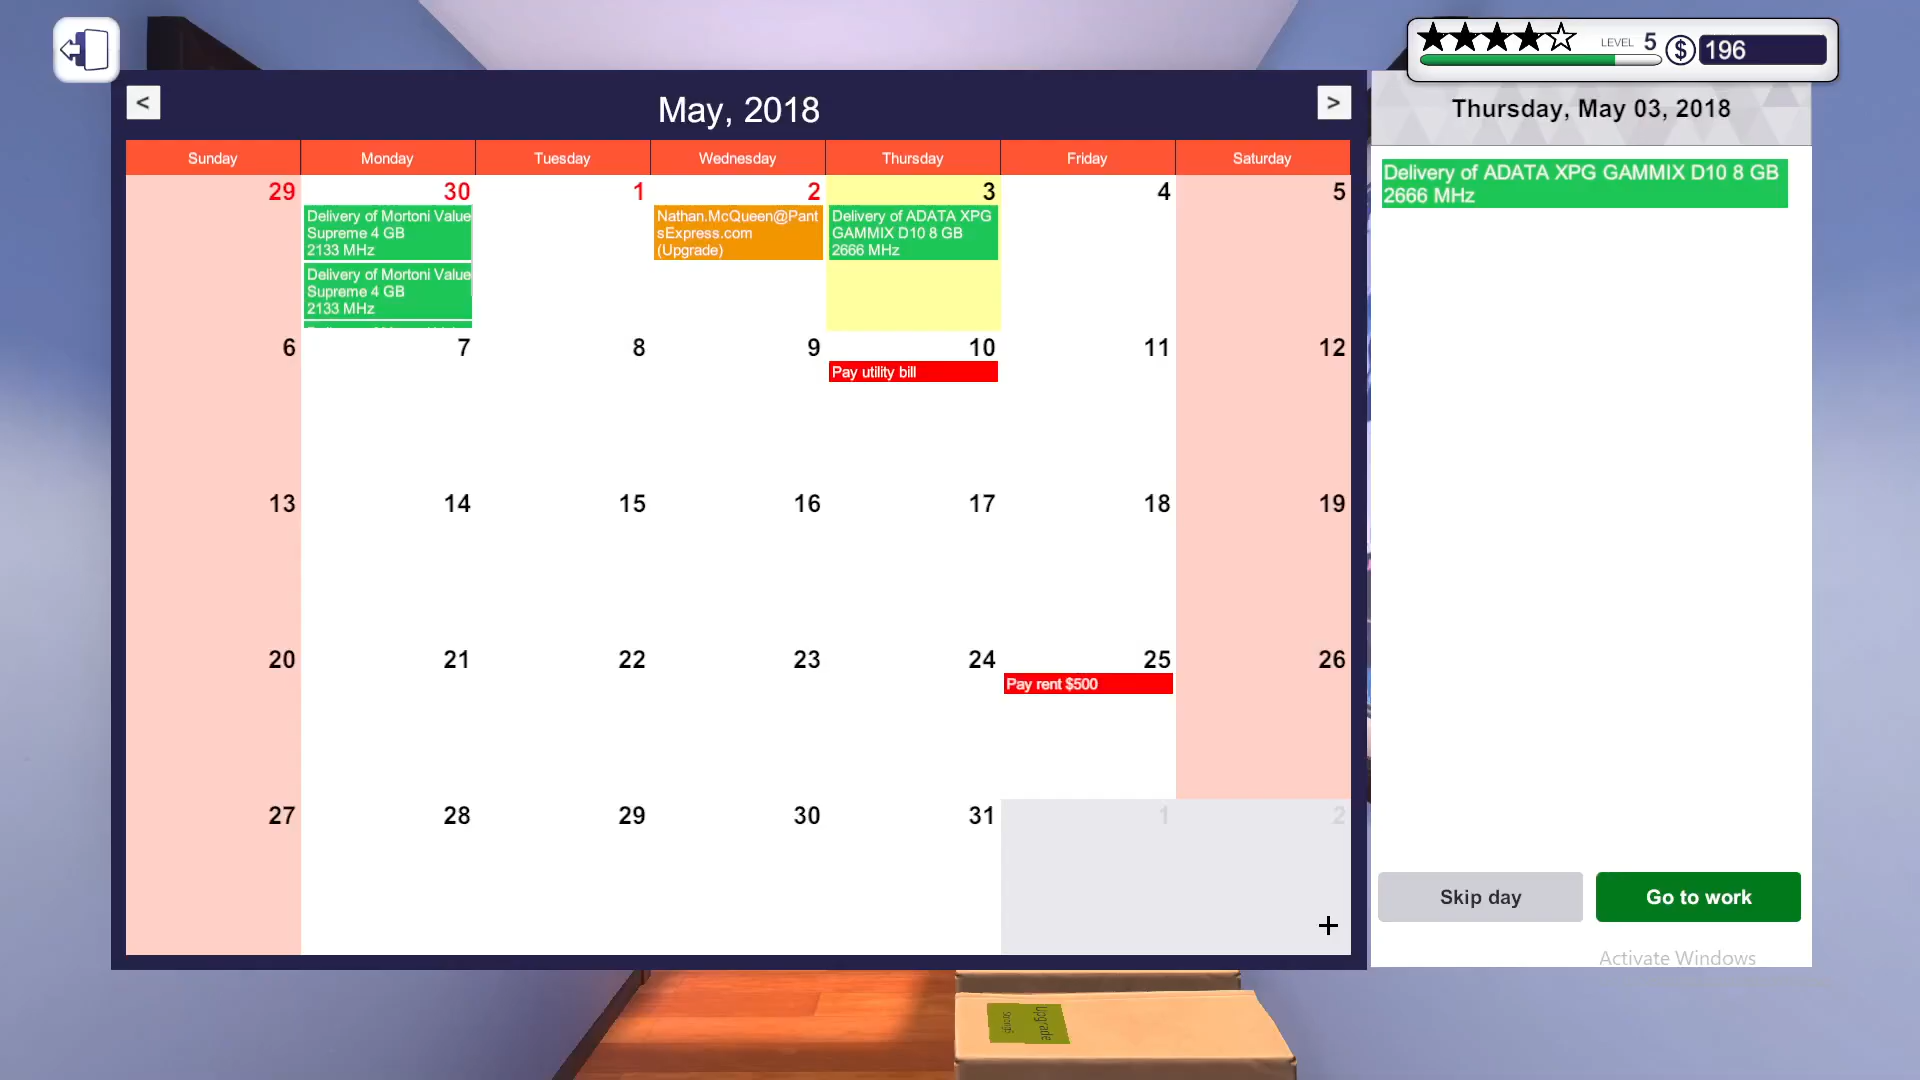 LEVEL 5
$ 196
<
May, 2018
>
Thursday, May 03, 2018
Sunday
Monday
Tuesday
Wednesday
Thursday
Friday
Saturday
29
30
1
2
3
4
5
Delivery of Mortoni Value
Supreme 4 GB
2133 MHz
Delivery of Mortoni Value
Supreme 4 GB
2133 MHz
Nathan.McQueen@Pant
sExpress.com
(Upgrade)
Delivery of ADATA XPG
GAMMIX D10 8 GB
2666 MHz
Delivery of ADATA XPG GAMMIX D10 8 GB
2666 MHz
6
7
8
9
10
11
12
Pay utility bill
13
14
15
16
17
18
19
20
21
22
23
24
25
26
Pay rent $500
27
28
29
30
31
1
2
+
Skip day
Go to work
Activate Windows
Upgrade